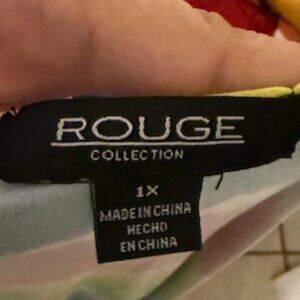 ROUGE
COLLECTION
1X
MADE IN CHINA
HECHO
EN CHINA